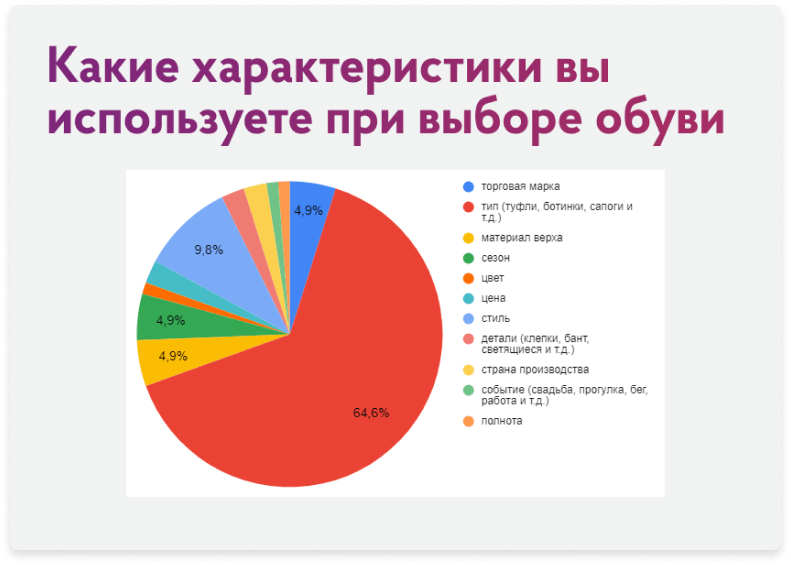 Какие характеристики вы
используете при выборе обуви
4,9%
9,8%
4,9%
4,9%
64,6%
торговая марка
тип (туфли, ботинки, сапоги и
т.д.)
материал верха
сезон
цвет
цена
стиль
детали (клепки, бант,
светящиеся и т.д.)
страна производства
событие (свадьба, прогулка, бег,
работа и т.д.)
полнота